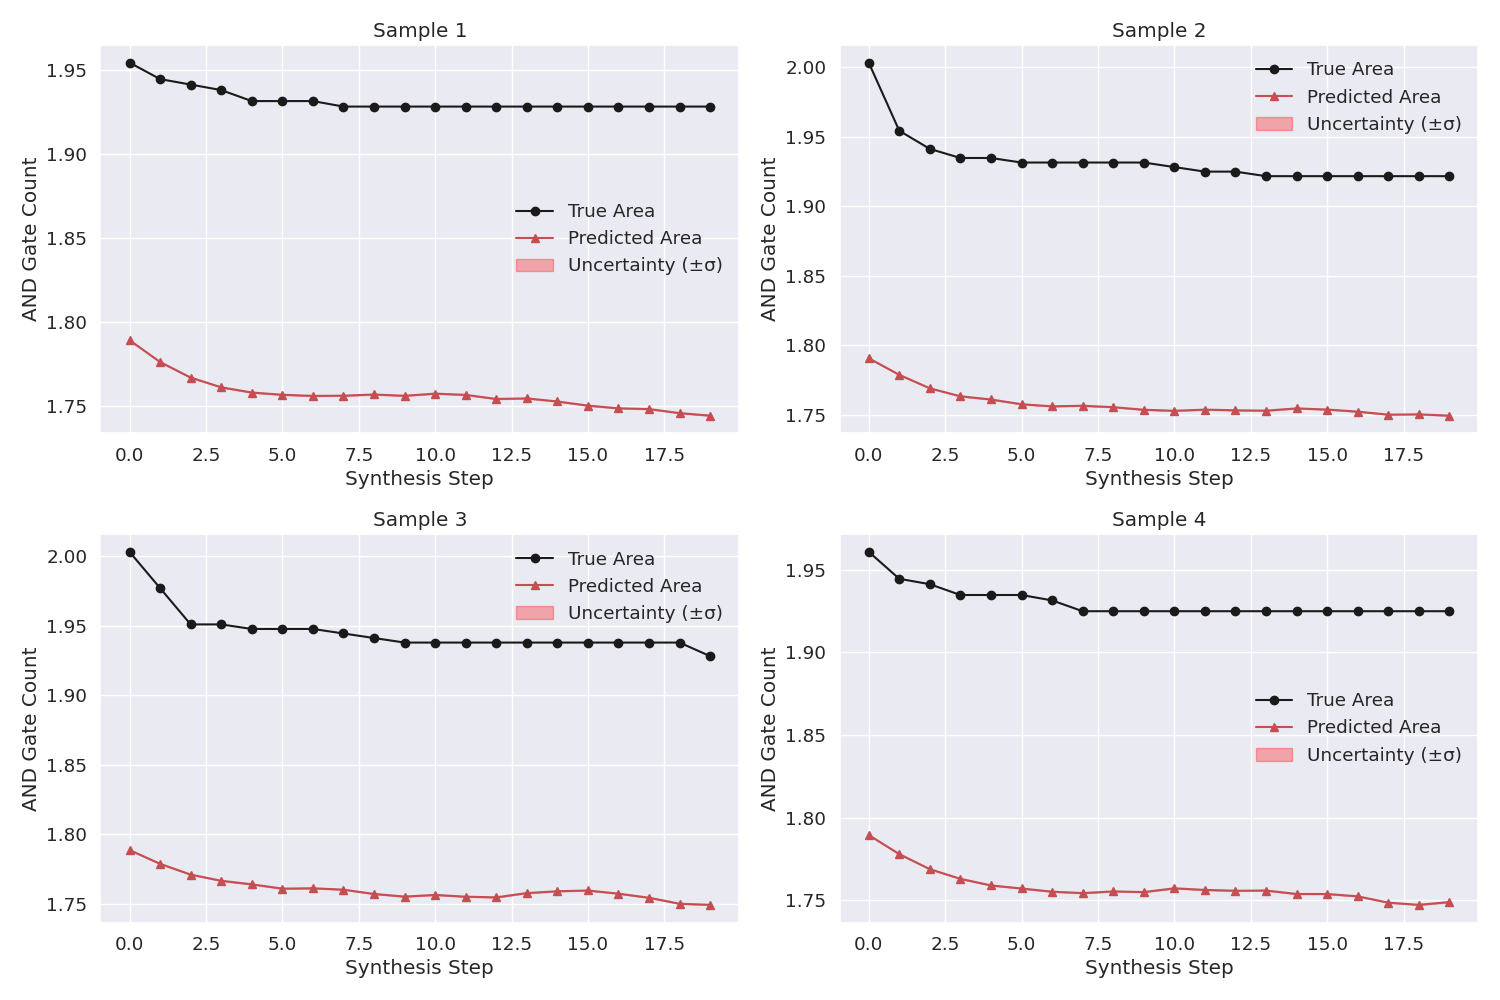 Sample 1
AND Gate Count
1.95
1.90
1.85
1.80
1.75
True Area
Predicted Area
Uncertainty (±σ)
0.0 2.5 5.0 7.5 10.0 12.5 15.0 17.5
Synthesis Step
Sample 2
AND Gate Count
2.00
1.95
1.90
1.85
1.80
1.75
True Area
Predicted Area
Uncertainty (±σ)
0.0 2.5 5.0 7.5 10.0 12.5 15.0 17.5
Synthesis Step
Sample 3
AND Gate Count
2.00
1.95
1.90
1.85
1.80
1.75
True Area
Predicted Area
Uncertainty (±σ)
0.0 2.5 5.0 7.5 10.0 12.5 15.0 17.5
Synthesis Step
Sample 4
AND Gate Count
1.95
1.90
1.85
1.80
1.75
True Area
Predicted Area
Uncertainty (±σ)
0.0 2.5 5.0 7.5 10.0 12.5 15.0 17.5
Synthesis Step